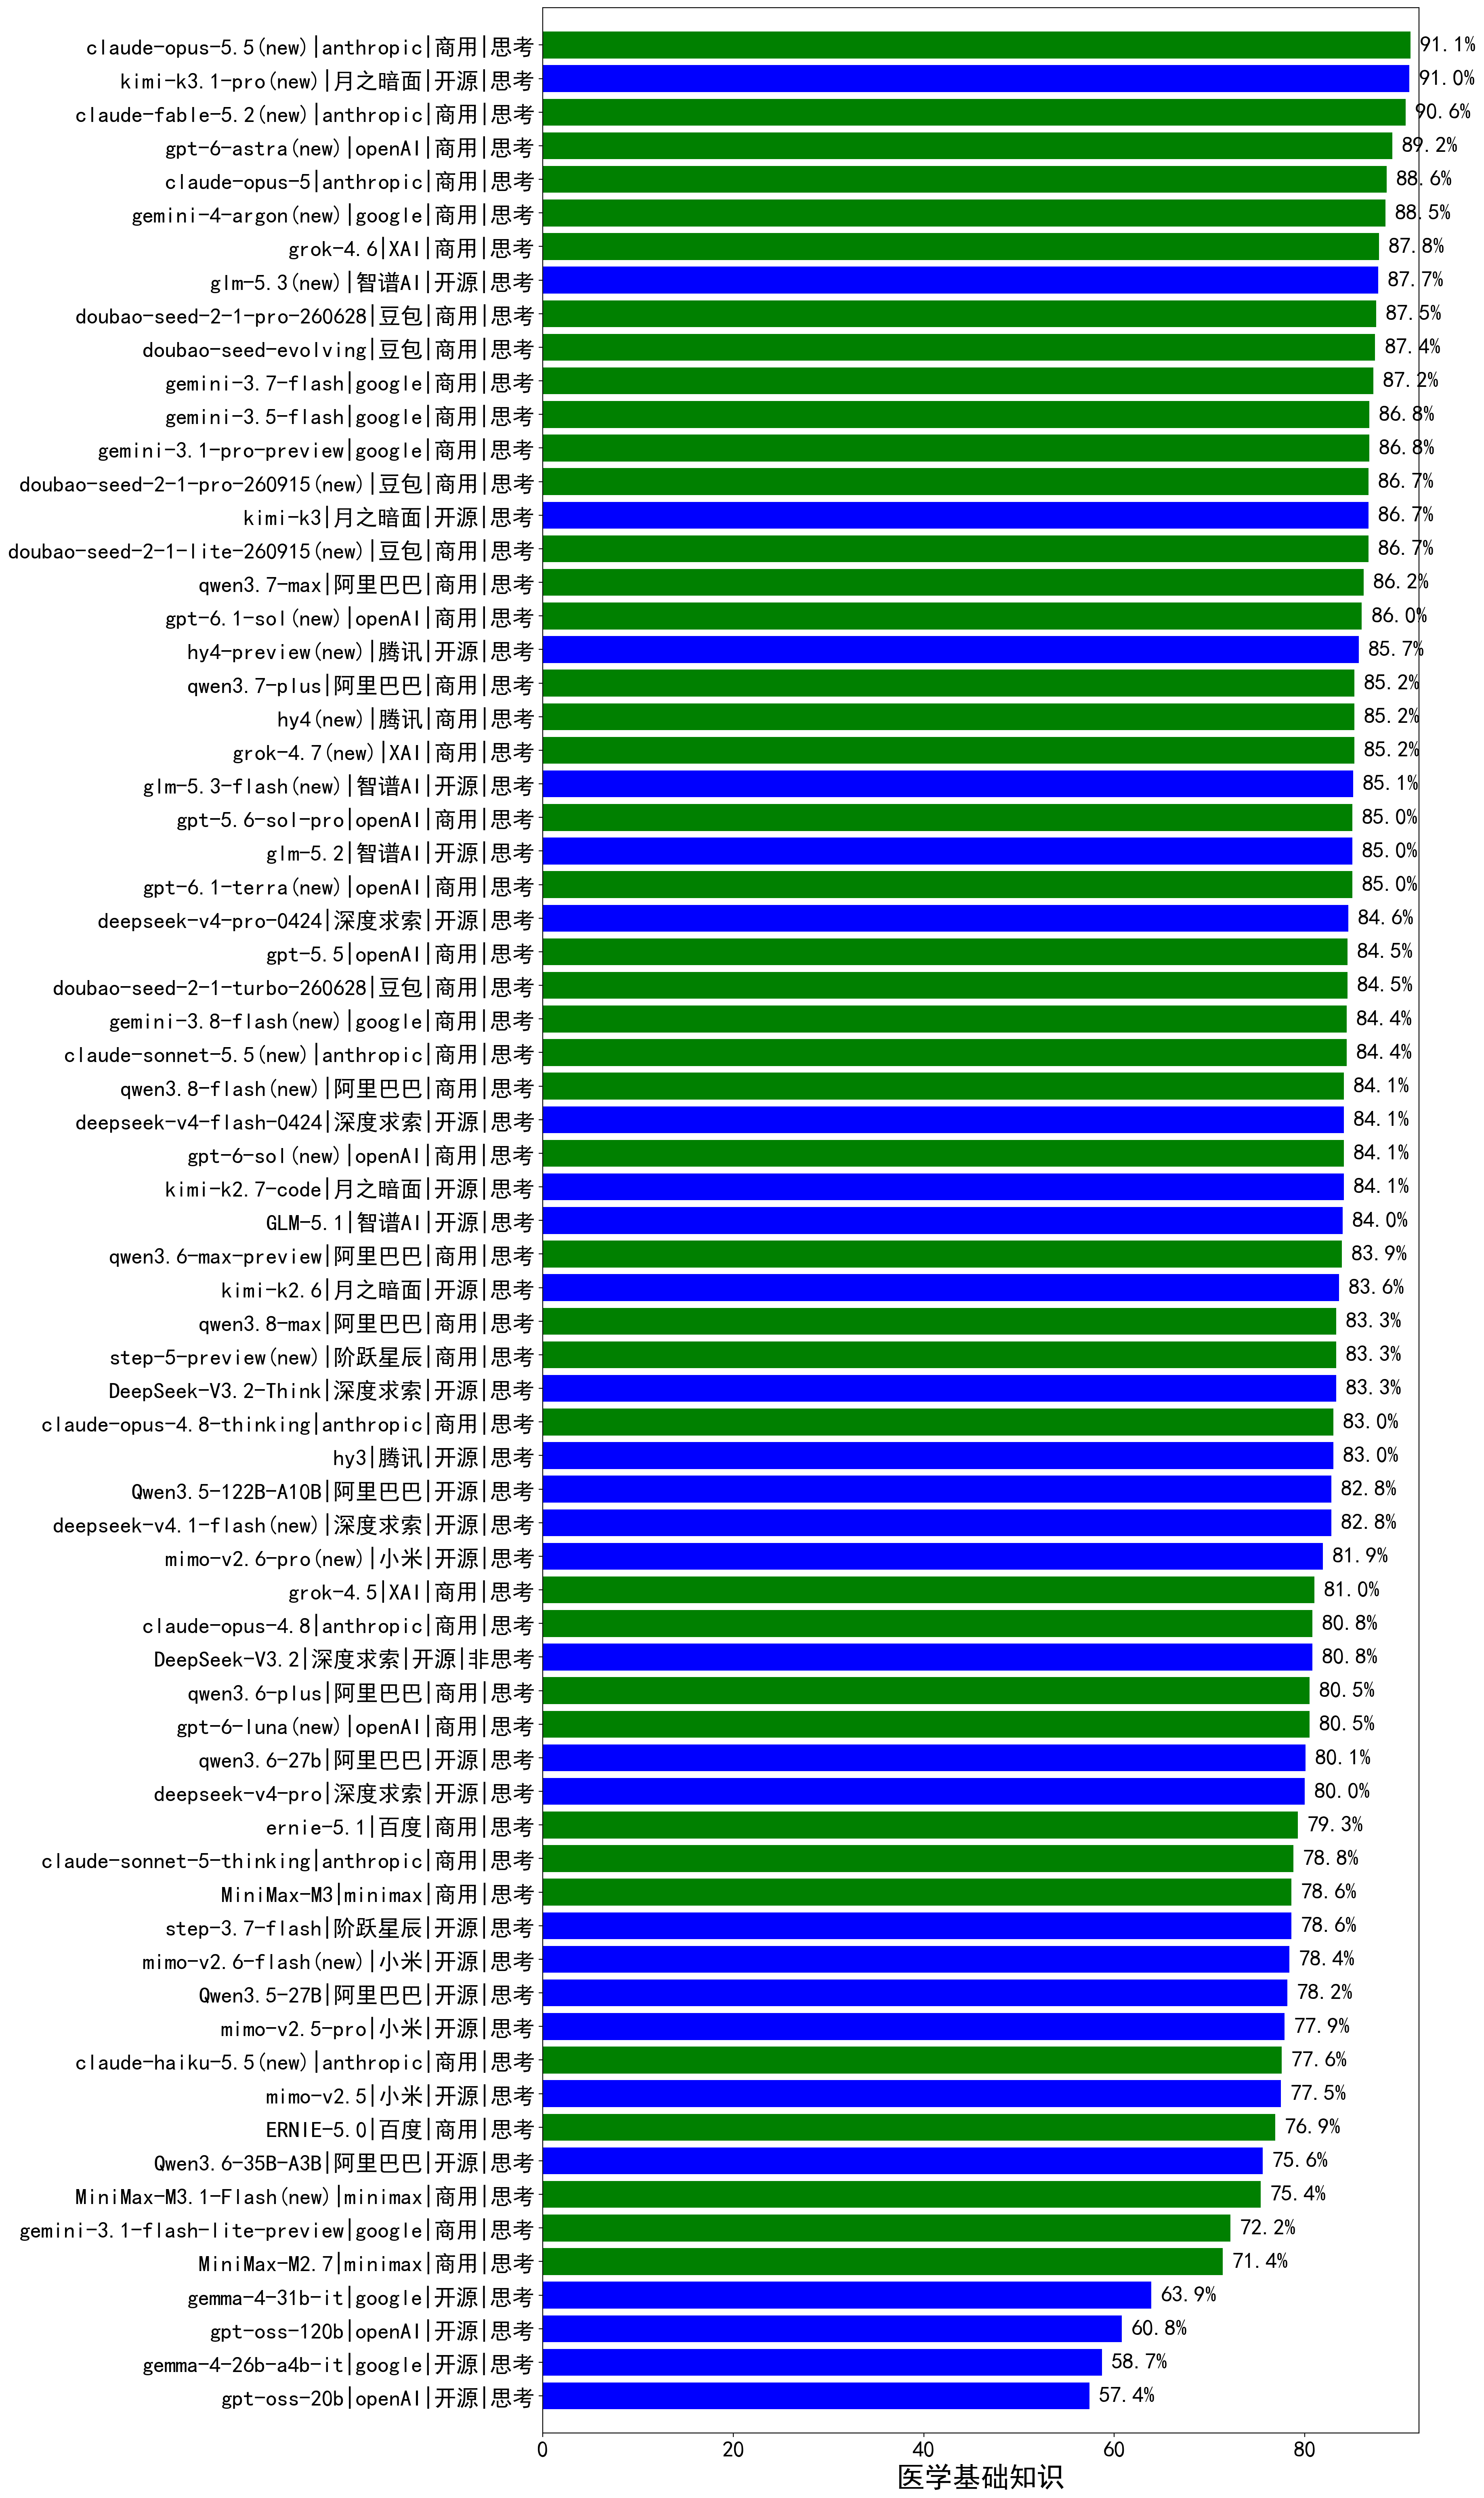 claude-opus-5.5(new)|anthropic|商用|思考 91.1%
kimi-k3.1-pro(new)|月之暗面|开源|思考 91.0%
claude-fable-5.2(new)|anthropic|商用|思考 90.6%
gpt-6-astra(new)|openAI|商用|思考 89.2%
claude-opus-5|anthropic|商用|思考 88.6%
gemini-4-argon(new)|google|商用|思考 88.5%
grok-4.6|XAI|商用|思考 87.8%
glm-5.3(new)|智谱AI|开源|思考 87.7%
doubao-seed-2-1-pro-260628|豆包|商用|思考 87.5%
doubao-seed-evolving|豆包|商用|思考 87.4%
gemini-3.7-flash|google|商用|思考 87.2%
gemini-3.5-flash|google|商用|思考 86.8%
gemini-3.1-pro-preview|google|商用|思考 86.8%
doubao-seed-2-1-pro-260915(new)|豆包|商用|思考 86.7%
kimi-k3|月之暗面|开源|思考 86.7%
doubao-seed-2-1-lite-260915(new)|豆包|商用|思考 86.7%
qwen3.7-max|阿里巴巴|商用|思考 86.2%
gpt-6.1-sol(new)|openAI|商用|思考 86.0%
hy4-preview(new)|腾讯|开源|思考 85.7%
qwen3.7-plus|阿里巴巴|商用|思考 85.2%
hy4(new)|腾讯|商用|思考 85.2%
grok-4.7(new)|XAI|商用|思考 85.2%
glm-5.3-flash(new)|智谱AI|开源|思考 85.1%
gpt-5.6-sol-pro|openAI|商用|思考 85.0%
glm-5.2|智谱AI|开源|思考 85.0%
gpt-6.1-terra(new)|openAI|商用|思考 85.0%
deepseek-v4-pro-0424|深度求索|开源|思考 84.6%
gpt-5.5|openAI|商用|思考 84.5%
doubao-seed-2-1-turbo-260628|豆包|商用|思考 84.5%
gemini-3.8-flash(new)|google|商用|思考 84.4%
claude-sonnet-5.5(new)|anthropic|商用|思考 84.4%
qwen3.8-flash(new)|阿里巴巴|商用|思考 84.1%
deepseek-v4-flash-0424|深度求索|开源|思考 84.1%
gpt-6-sol(new)|openAI|商用|思考 84.1%
kimi-k2.7-code|月之暗面|开源|思考 84.1%
GLM-5.1|智谱AI|开源|思考 84.0%
qwen3.6-max-preview|阿里巴巴|商用|思考 83.9%
kimi-k2.6|月之暗面|开源|思考 83.6%
qwen3.8-max|阿里巴巴|商用|思考 83.3%
step-5-preview(new)|阶跃星辰|商用|思考 83.3%
DeepSeek-V3.2-Think|深度求索|开源|思考 83.3%
claude-opus-4.8-thinking|anthropic|商用|思考 83.0%
hy3|腾讯|开源|思考 83.0%
Qwen3.5-122B-A10B|阿里巴巴|开源|思考 82.8%
deepseek-v4.1-flash(new)|深度求索|开源|思考 82.8%
mimo-v2.6-pro(new)|小米|开源|思考 81.9%
grok-4.5|XAI|商用|思考 81.0%
claude-opus-4.8|anthropic|商用|思考 80.8%
DeepSeek-V3.2|深度求索|开源|非思考 80.8%
qwen3.6-plus|阿里巴巴|商用|思考 80.5%
gpt-6-luna(new)|openAI|商用|思考 80.5%
qwen3.6-27b|阿里巴巴|开源|思考 80.1%
deepseek-v4-pro|深度求索|开源|思考 80.0%
ernie-5.1|百度|商用|思考 79.3%
claude-sonnet-5-thinking|anthropic|商用|思考 78.8%
MiniMax-M3|minimax|商用|思考 78.6%
step-3.7-flash|阶跃星辰|开源|思考 78.6%
mimo-v2.6-flash(new)|小米|开源|思考 78.4%
Qwen3.5-27B|阿里巴巴|开源|思考 78.2%
mimo-v2.5-pro|小米|开源|思考 77.9%
claude-haiku-5.5(new)|anthropic|商用|思考 77.6%
mimo-v2.5|小米|开源|思考 77.5%
ERNIE-5.0|百度|商用|思考 76.9%
Qwen3.6-35B-A3B|阿里巴巴|开源|思考 75.6%
MiniMax-M3.1-Flash(new)|minimax|商用|思考 75.4%
gemini-3.1-flash-lite-preview|google|商用|思考 72.2%
MiniMax-M2.7|minimax|商用|思考 71.4%
gemma-4-31b-it|google|开源|思考 63.9%
gpt-oss-120b|openAI|开源|思考 60.8%
gemma-4-26b-a4b-it|google|开源|思考 58.7%
gpt-oss-20b|openAI|开源|思考 57.4%
0 20 40 60 80
医学基础知识